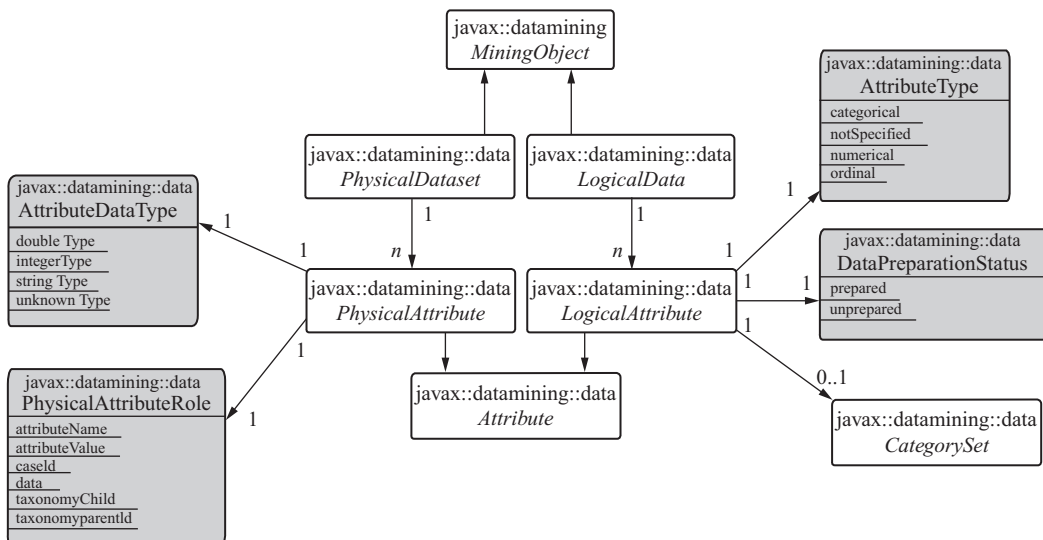 javax::datamining
MiningObject
javax::datamining::data
AttributeType
categorical
notSpecified
numerical
ordinal
javax::datamining::data
PhysicalDataset
javax::datamining::data
LogicalData
javax::datamining::data
AttributeDataType
double Type
integerType
string Type
unknown Type
1
1
1
n
1
n
1
1
javax::datamining::data
DataPreparationStatus
prepared
unprepared
javax::datamining::data
PhysicalAttribute
javax::datamining::data
LogicalAttribute
1
1
1
1
1
0..1
javax::datamining::data
PhysicalAttributeRole
attributeName
attributeValue
caseld
data
taxonomyChild
taxonomyparentld
javax::datamining::data
Attribute
javax::datamining::data
CategorySet